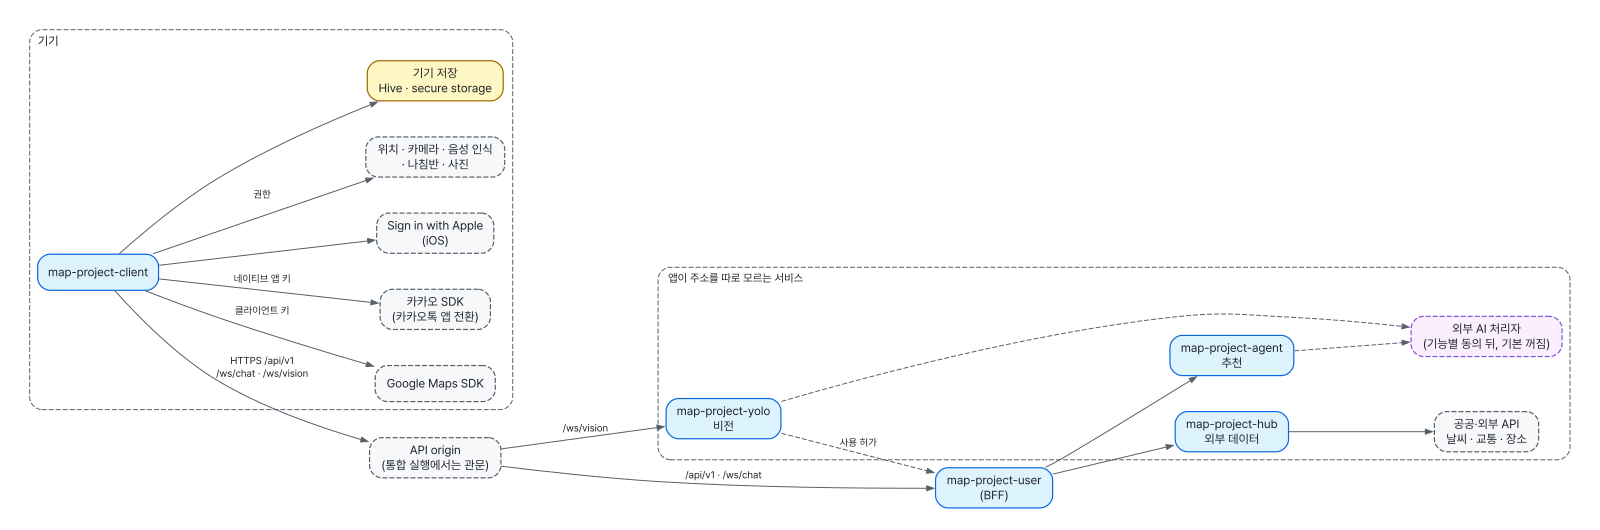 기기
기기 저장
Hive · secure storage
위치 · 카메라 · 음성 인식
· 나침반 · 사진
권한
Sign in with Apple
(iOS)
map-project-client
네이티브 앱 키
카카오 SDK
(카카오톡 앱 전환)
클라이언트 키
HTTPS /api/v1
/ws/chat · /ws/vision
Google Maps SDK
API origin
(통합 실행에서는 관문)
/ws/vision
/api/v1 · /ws/chat
앱이 주소를 따로 모르는 서비스
map-project-yolo
비전
사용 허가
map-project-user
(BFF)
map-project-agent
추천
map-project-hub
외부 데이터
외부 AI 처리자
(기능별 동의 뒤, 기본 꺼짐)
공공·외부 API
날씨 · 교통 · 장소